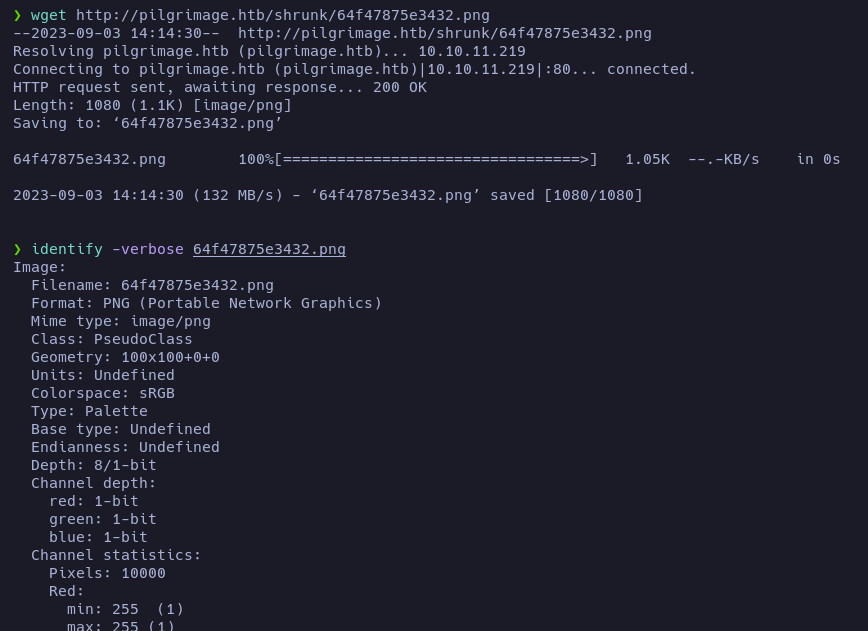 ❯ wget http://pilgrimage.htb/shrunk/64f47875e3432.png
--2023-09-03 14:14:30--  http://pilgrimage.htb/shrunk/64f47875e3432.png
Resolving pilgrimage.htb (pilgrimage.htb)... 10.10.11.219
Connecting to pilgrimage.htb (pilgrimage.htb)|10.10.11.219|:80... connected.
HTTP request sent, awaiting response... 200 OK
Length: 1080 (1.1K) [image/png]
Saving to: ‘64f47875e3432.png’
64f47875e3432.png        100%[=================================>]   1.05K  --.-KB/s    in 0s
2023-09-03 14:14:30 (132 MB/s) - ‘64f47875e3432.png’ saved [1080/1080]
❯ identify -verbose 64f47875e3432.png
Image:
  Filename: 64f47875e3432.png
  Format: PNG (Portable Network Graphics)
  Mime type: image/png
  Class: PseudoClass
  Geometry: 100x100+0+0
  Units: Undefined
  Colorspace: sRGB
  Type: Palette
  Base type: Undefined
  Endianness: Undefined
  Depth: 8/1-bit
  Channel depth:
    red: 1-bit
    green: 1-bit
    blue: 1-bit
  Channel statistics:
    Pixels: 10000
    Red:
      min: 255  (1)
      max: 255 (1)